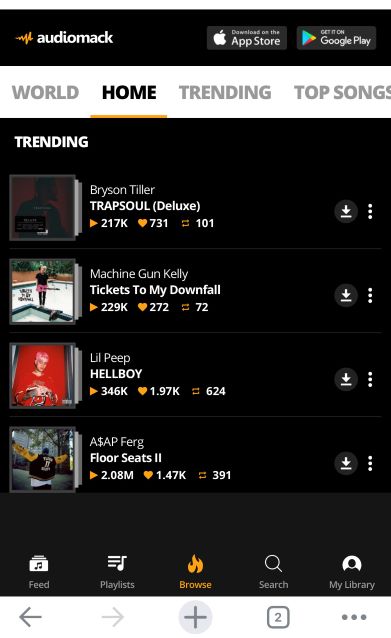 audiomack
Download on the
App Store
GET IT ON
Google Play
WORLD HOME TRENDING TOP SONGS
TRENDING
Bryson Tiller
TRAPSOUL (Deluxe)
217K 731 101
Machine Gun Kelly
Tickets To My Downfall
229K 272 72
Lil Peep
HELLBOY
346K 1.97K 624
A$AP Ferg
Floor Seats II
2.08M 1.47K 391
Feed Playlists Browse Search My Library
2